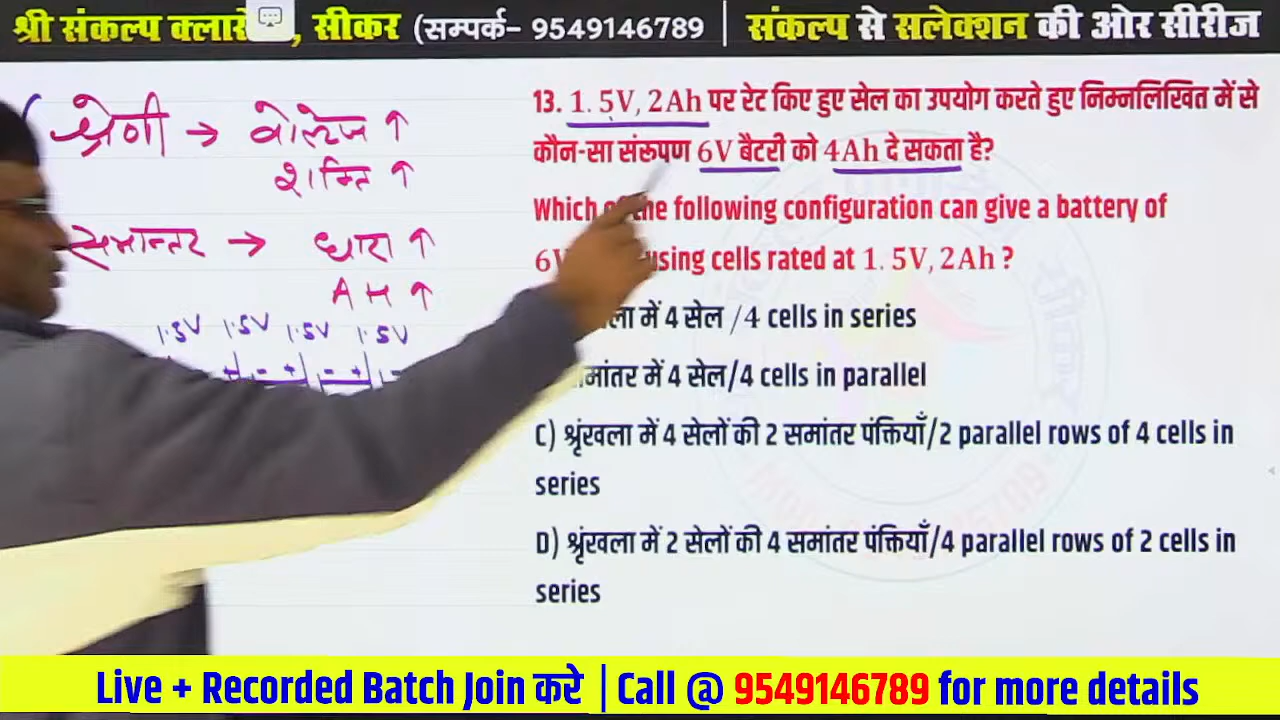 श्री संकल्प क्लासेज, सीकर (सम्पर्क– 9549146789 | संकल्प से सलेक्शन की ओर सीरीज
श्रेणी → वोल्टेज ↑
शक्ति ↑
समान्तर → धारा ↑
AH ↑
1.5V 1.5V 1.5V 1.5V
13. 1.5V, 2Ah पर रेट किए हुए सेल का उपयोग करते हुए निम्नलिखित में से
कौन-सा संरूपण 6V बैटरी को 4Ah दे सकता है?
Which of the following configuration can give a battery of
6V using cells rated at 1.5V, 2Ah ?
में 4 सेल /4 cells in series
समांतर में 4 सेल/4 cells in parallel
C) श्रृंखला में 4 सेलों की 2 समांतर पंक्तियाँ/2 parallel rows of 4 cells in
series
D) श्रृंखला में 2 सेलों की 4 समांतर पंक्तियाँ/4 parallel rows of 2 cells in
series
Live + Recorded Batch Join करे | Call @ 9549146789 for more details